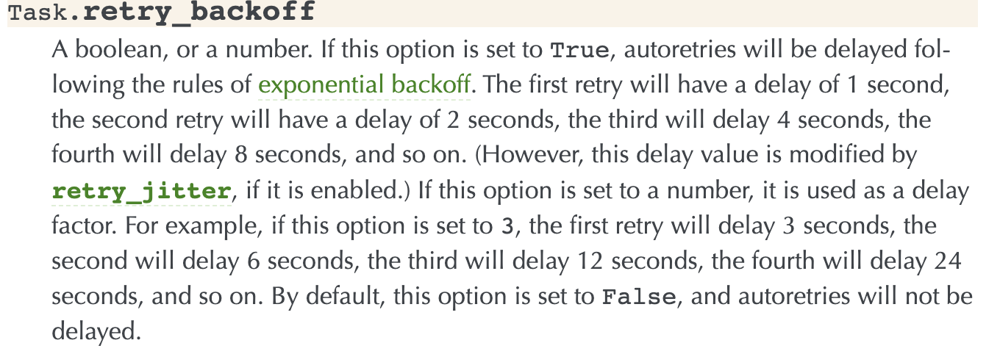 Task.retry_backoff
A boolean, or a number. If this option is set to True, autoretries will be delayed fol-
lowing the rules of exponential backoff. The first retry will have a delay of 1 second,
the second retry will have a delay of 2 seconds, the third will delay 4 seconds, the
fourth will delay 8 seconds, and so on. (However, this delay value is modified by
retry_jitter, if it is enabled.) If this option is set to a number, it is used as a delay
factor. For example, if this option is set to 3, the first retry will delay 3 seconds, the
second will delay 6 seconds, the third will delay 12 seconds, the fourth will delay 24
seconds, and so on. By default, this option is set to False, and autoretries will not be
delayed.